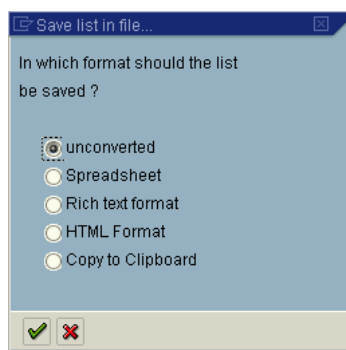 Save list in file...
In which format should the list
be saved ?
unconverted
Spreadsheet
Rich text format
HTML Format
Copy to Clipboard